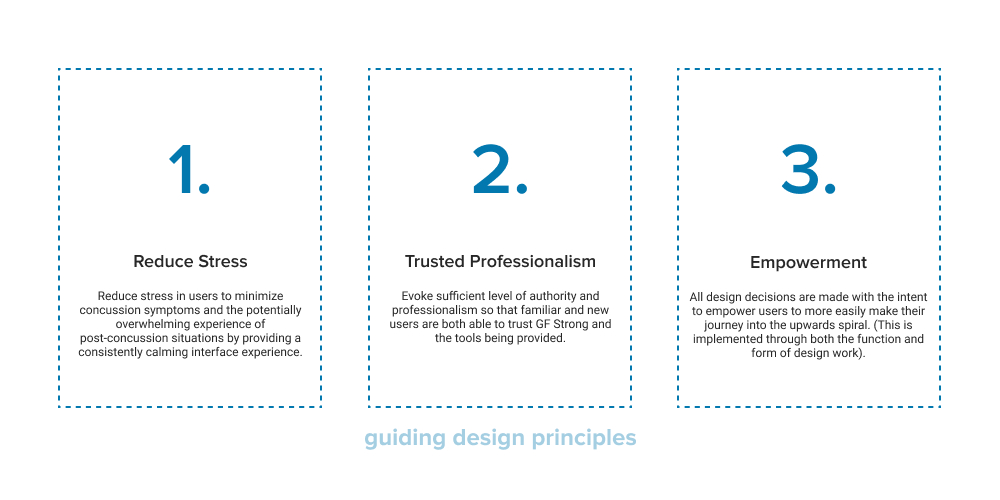 1.
Reduce Stress
Reduce stress in users to minimize
concussion symptoms and the potentially
overwhelming experience of
post-concussion situations by providing a
consistently calming interface experience.
2.
Trusted Professionalism
Evoke sufficient level of authority and
professionalism so that familiar and new
users are both able to trust GF Strong and
the tools being provided.
3.
Empowerment
All design decisions are made with the intent
to empower users to more easily make their
journey into the upwards spiral. (This is
implemented through both the function and
form of design work).
guiding design principles